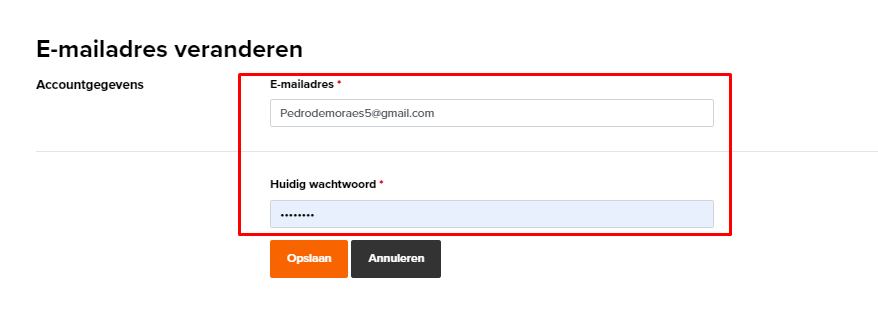 E-mailadres veranderen
Accountgegevens
E-mailadres *
Pedrodemoraes5@gmail.com
Huidig wachtwoord *
••••••••
Opslaan
Annuleren